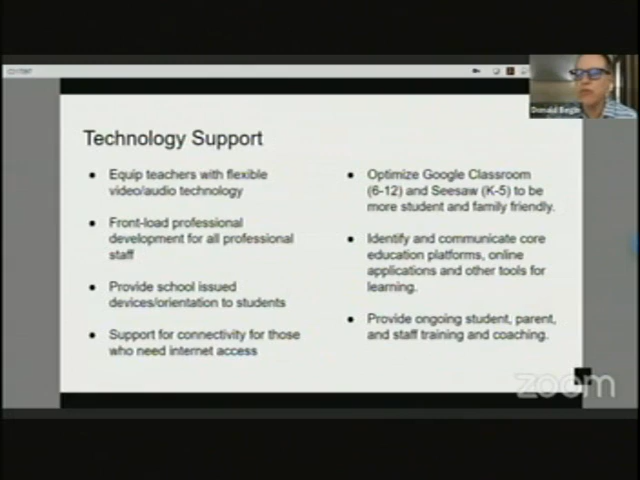 Technology Support
Equip teachers with flexible
video/audio technology
Front-load professional
development for all professional
staff
Provide school issued
devices/orientation to students
Support for connectivity for those
who need internet access
Optimize Google Classroom
(6-12) and Seesaw (K-5) to be
more student and family friendly.
Identify and communicate core
education platforms, online
applications and other tools for
learning.
Provide ongoing student, parent,
and staff training and coaching.
Donald
zoom